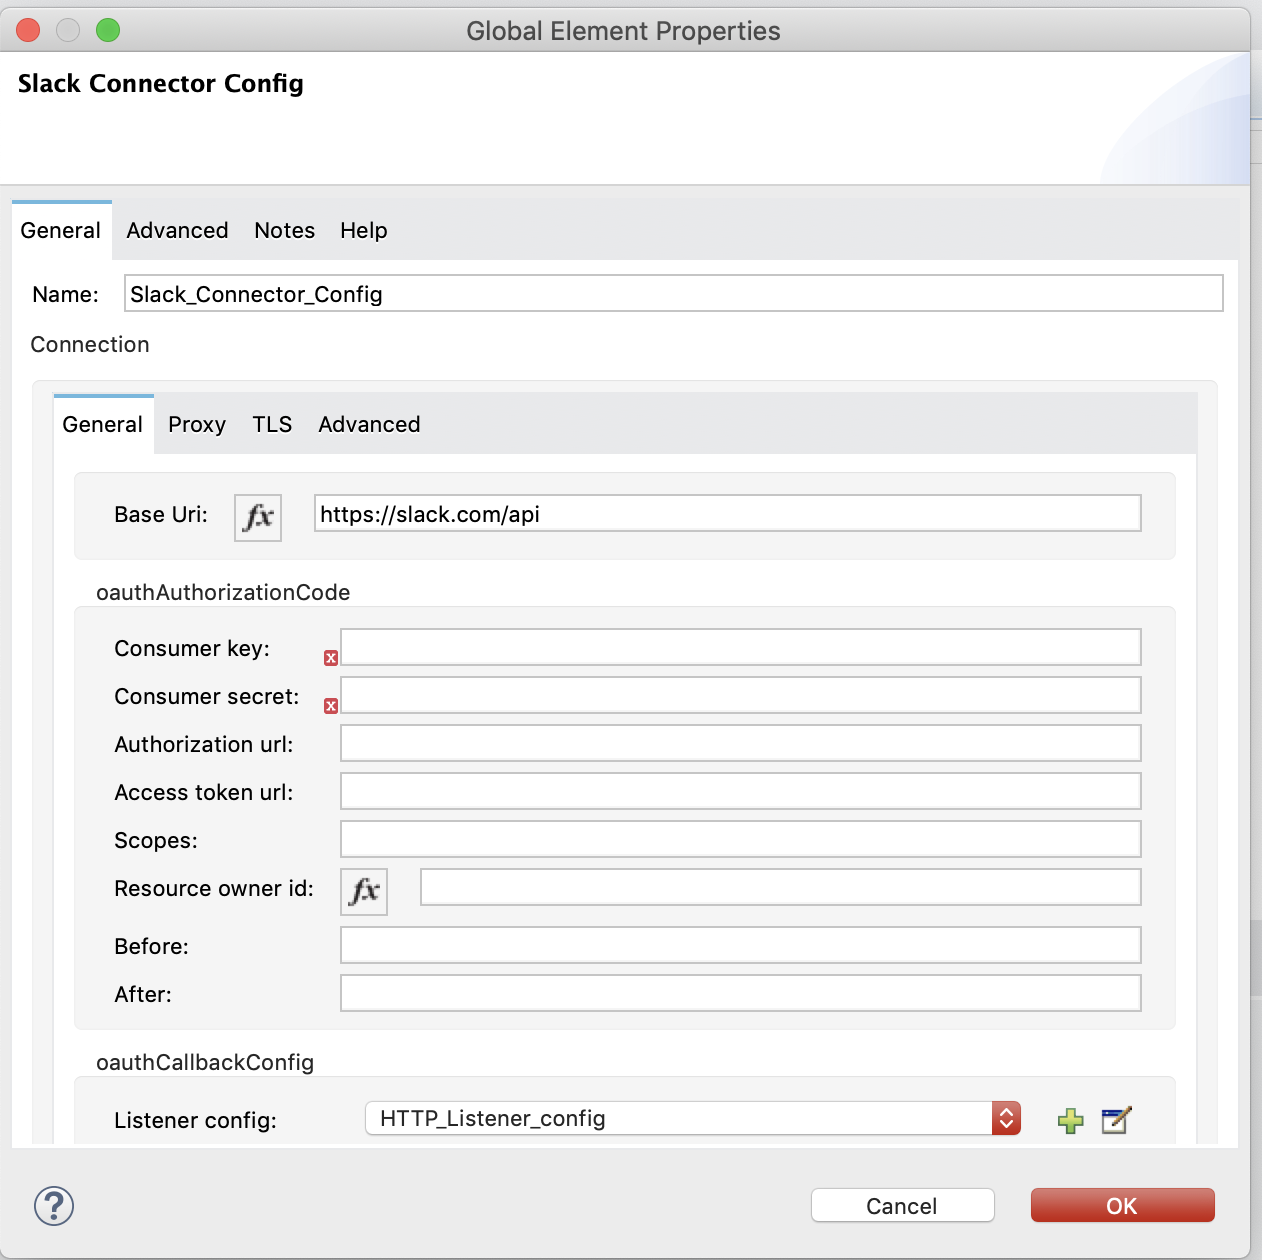 Global Element Properties
Slack Connector Config
General Advanced Notes Help
Name: Slack_Connector_Config
Connection
General Proxy TLS Advanced
Base Uri: fx https://slack.com/api
oauthAuthorizationCode
Consumer key:
Consumer secret:
Authorization url:
Access token url:
Scopes:
Resource owner id: fx
Before:
After:
oauthCallbackConfig
Listener config: HTTP_Listener_config
? Cancel OK